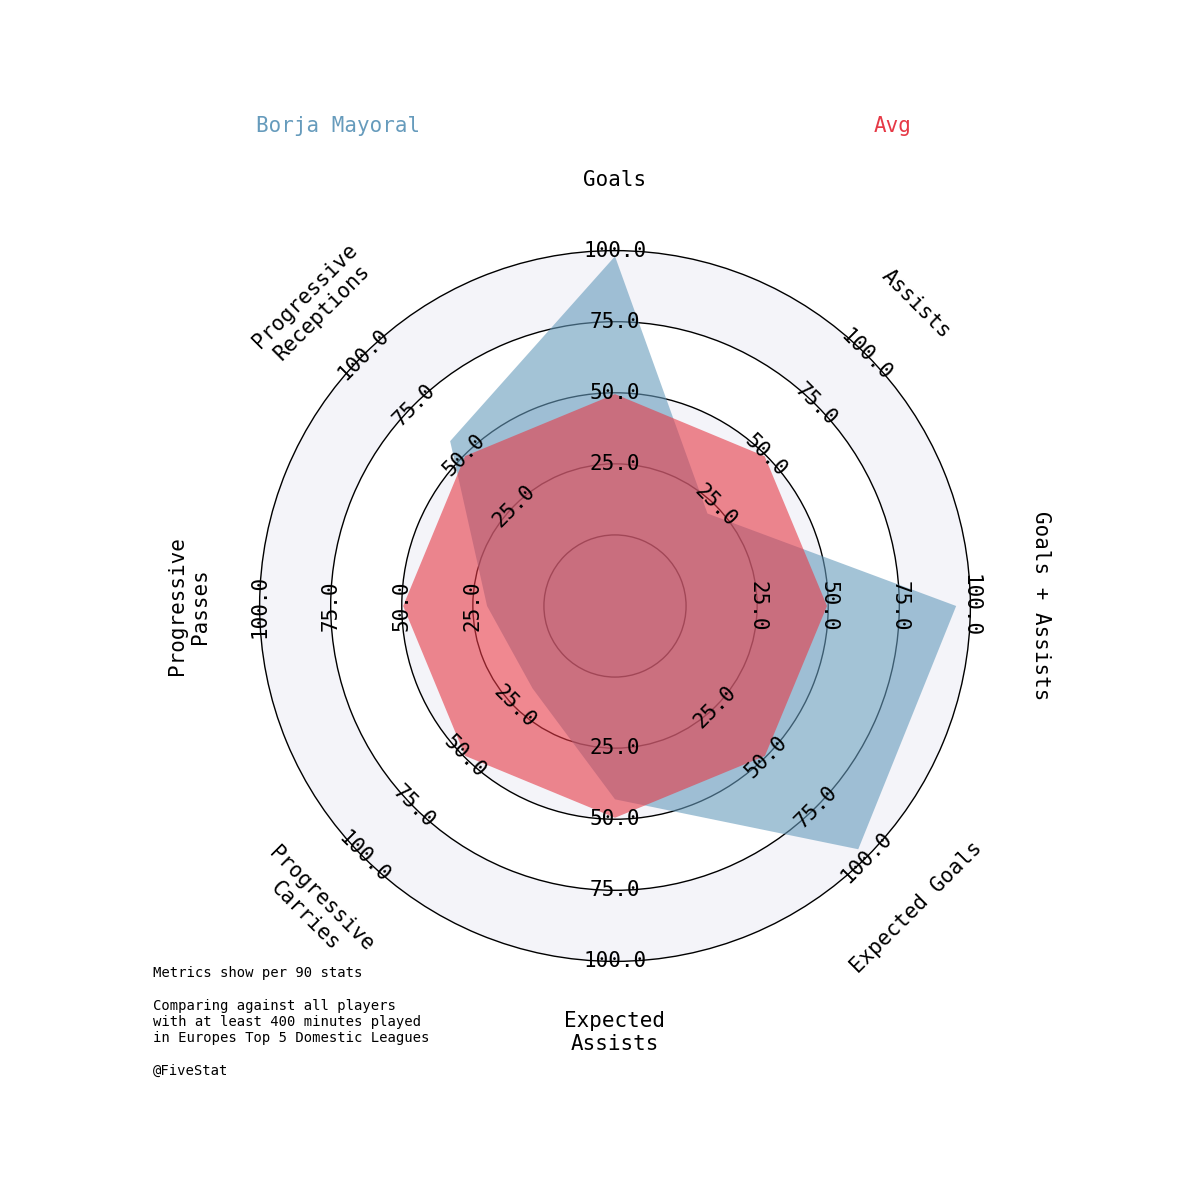 Borja Mayoral
Avg
Goals
Assists
Goals + Assists
Expected Goals
Expected
Assists
Progressive
Carries
Progressive
Passes
Progressive
Receptions
100.0
75.0
50.0
25.0
100.0
75.0
50.0
25.0
100.0
75.0
50.0
25.0
100.0
75.0
50.0
25.0
100.0
75.0
50.0
25.0
100.0
75.0
50.0
25.0
100.0
75.0
50.0
25.0
100.0
75.0
50.0
25.0
Metrics show per 90 stats
Comparing against all players
with at least 400 minutes played
in Europes Top 5 Domestic Leagues
@FiveStat